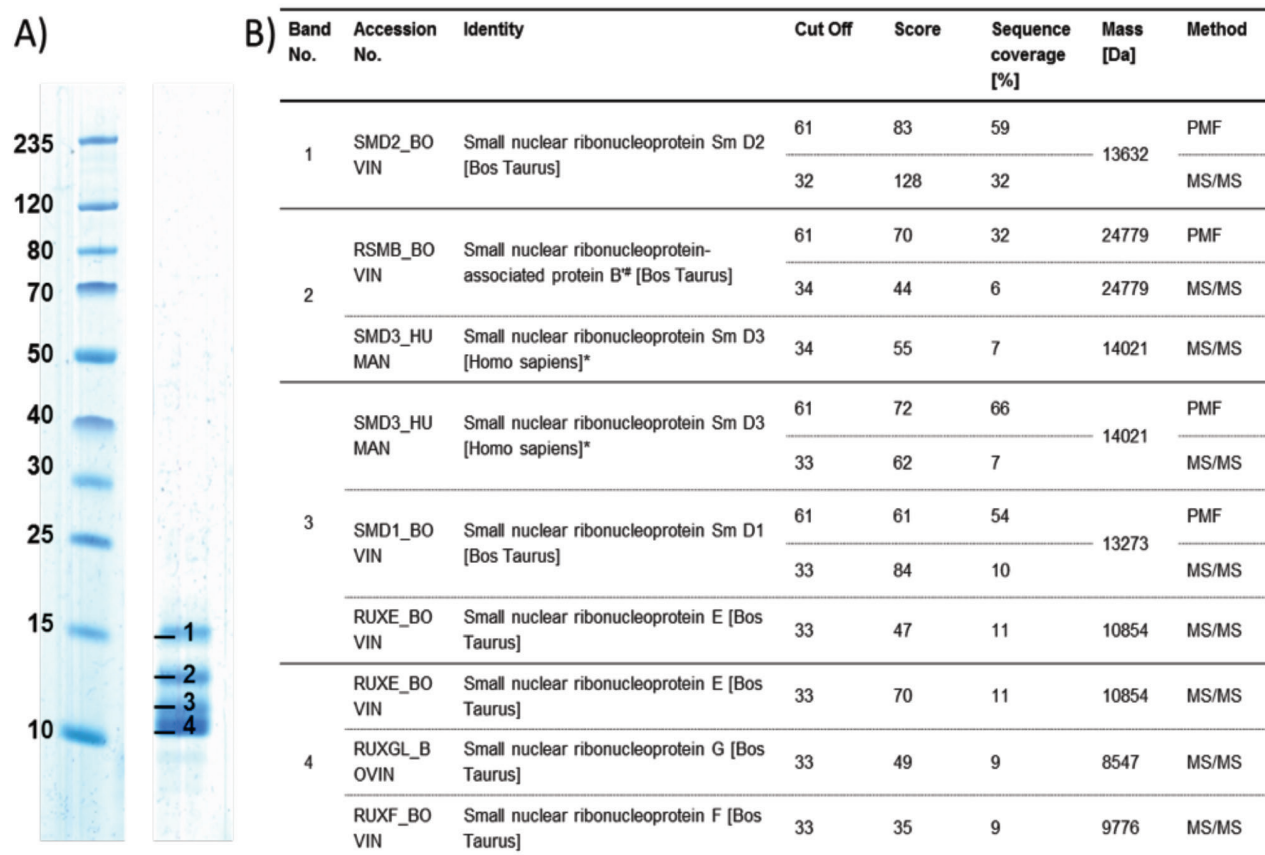 A)
235
120
80
70
50
40
30
25
15
10
1
2
3
4
B)
Band No. Accession No. Identity Cut Off Score Sequence coverage [%] Mass [Da] Method
1 SMD2_BO VIN Small nuclear ribonucleoprotein Sm D2 [Bos Taurus] 61 83 59 13632 PMF
32 128 32 MS/MS
2 RSMB_BO VIN Small nuclear ribonucleoprotein-associated protein B'# [Bos Taurus] 61 70 32 24779 PMF
34 44 6 24779 MS/MS
SMD3_HU MAN Small nuclear ribonucleoprotein Sm D3 [Homo sapiens]* 34 55 7 14021 MS/MS
3 SMD3_HU MAN Small nuclear ribonucleoprotein Sm D3 [Homo sapiens]* 61 72 66 14021 PMF
33 62 7 MS/MS
SMD1_BO VIN Small nuclear ribonucleoprotein Sm D1 [Bos Taurus] 61 61 54 13273 PMF
33 84 10 MS/MS
RUXE_BO VIN Small nuclear ribonucleoprotein E [Bos Taurus] 33 47 11 10854 MS/MS
4 RUXE_BO VIN Small nuclear ribonucleoprotein E [Bos Taurus] 33 70 11 10854 MS/MS
RUXGL_B OVIN Small nuclear ribonucleoprotein G [Bos Taurus] 33 49 9 8547 MS/MS
RUXF_BO VIN Small nuclear ribonucleoprotein F [Bos Taurus] 33 35 9 9776 MS/MS